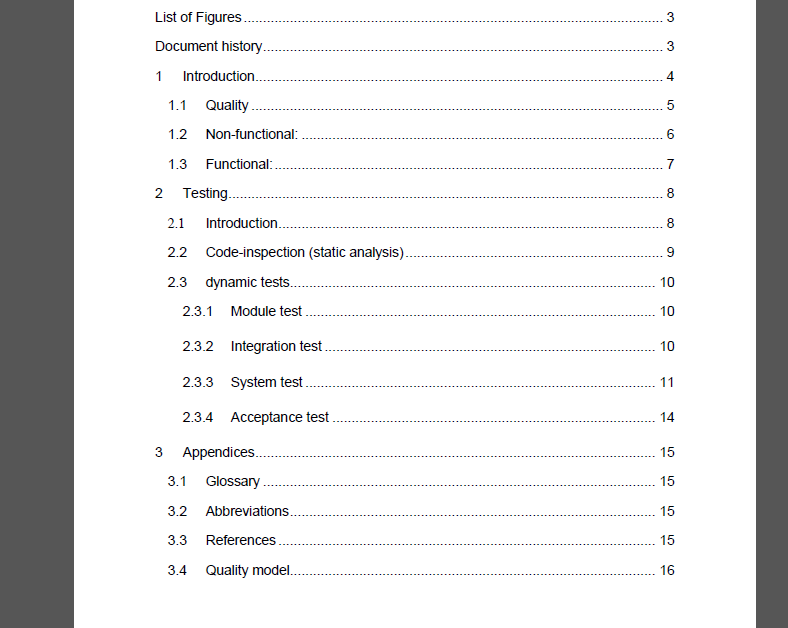 List of Figures ........ 3
Document history ........ 3
1 Introduction ........ 4
1.1 Quality ........ 5
1.2 Non-functional: ........ 6
1.3 Functional: ........ 7
2 Testing ........ 8
2.1 Introduction ........ 8
2.2 Code-inspection (static analysis) ........ 9
2.3 dynamic tests ........ 10
2.3.1 Module test ........ 10
2.3.2 Integration test ........ 10
2.3.3 System test ........ 11
2.3.4 Acceptance test ........ 14
3 Appendices ........ 15
3.1 Glossary ........ 15
3.2 Abbreviations ........ 15
3.3 References ........ 15
3.4 Quality model ........ 16